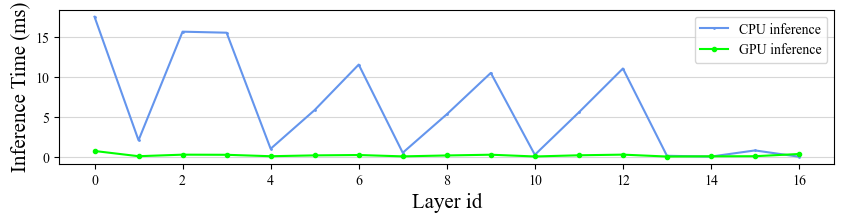 Inference Time (ms)
15
10
5
0
CPU inference
GPU inference
0 2 4 6 8 10 12 14 16
Layer id